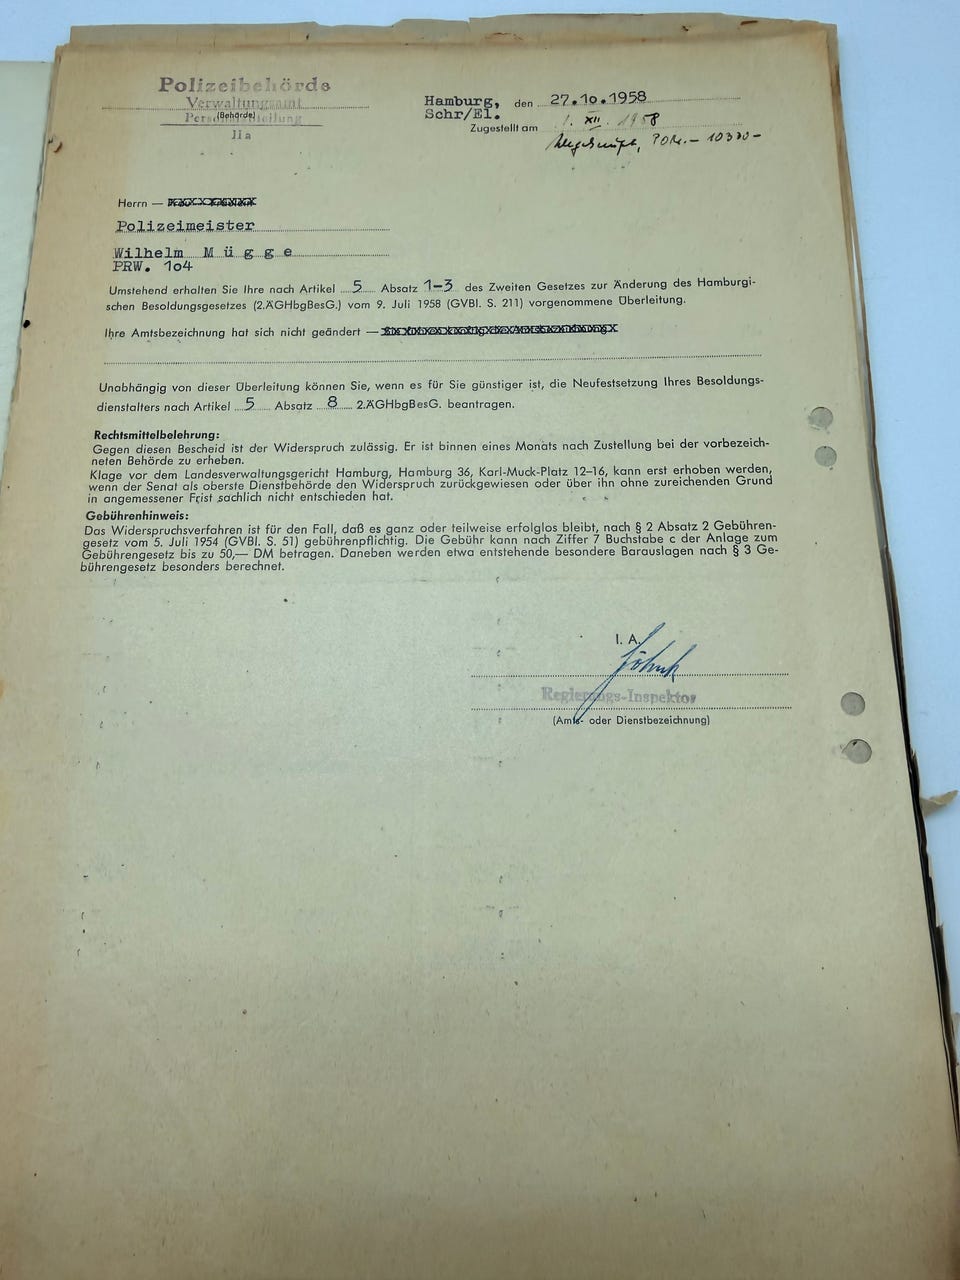 Polizeibehörde
Verwaltungsamt
(Behörde)
Personalabteilung
IIa
Hamburg, den 27.10.1958
Schr/El.
Zugestellt am 1. XII. 1958
Herrn —
Polizeimeister
Wilhelm M ü g g e
PRW. 1o4
Umstehend erhalten Sie Ihre nach Artikel 5 Absatz 1-3 des Zweiten Gesetzes zur Änderung des Hamburgi-
schen Besoldungsgesetzes (2.ÄGHbgBesG.) vom 9. Juli 1958 (GVBl. S. 211) vorgenommene Überleitung.
Ihre Amtsbezeichnung hat sich nicht geändert —
Unabhängig von dieser Überleitung können Sie, wenn es für Sie günstiger ist, die Neufestsetzung Ihres Besoldungs-
dienstalters nach Artikel 5 Absatz 8 2.ÄGHbgBesG. beantragen.
Rechtsmittelbelehrung:
Gegen diesen Bescheid ist der Widerspruch zulässig. Er ist binnen eines Monats nach Zustellung bei der vorbezeich-
neten Behörde zu erheben.
Klage vor dem Landesverwaltungsgericht Hamburg, Hamburg 36, Karl-Muck-Platz 12–16, kann erst erhoben werden,
wenn der Senat als oberste Dienstbehörde den Widerspruch zurückgewiesen oder über ihn ohne zureichenden Grund
in angemessener Frist sachlich nicht entschieden hat.
Gebührenhinweis:
Das Widerspruchsverfahren ist für den Fall, daß es ganz oder teilweise erfolglos bleibt, nach § 2 Absatz 2 Gebühren-
gesetz vom 5. Juli 1954 (GVBl. S. 51) gebührenpflichtig. Die Gebühr kann nach Ziffer 7 Buchstabe c der Anlage zum
Gebührengesetz bis zu 50,— DM betragen. Daneben werden etwa entstehende besondere Barauslagen nach § 3 Ge-
bührengesetz besonders berechnet.
I. A.
Regierungs-Inspektor
(Amts- oder Dienstbezeichnung)